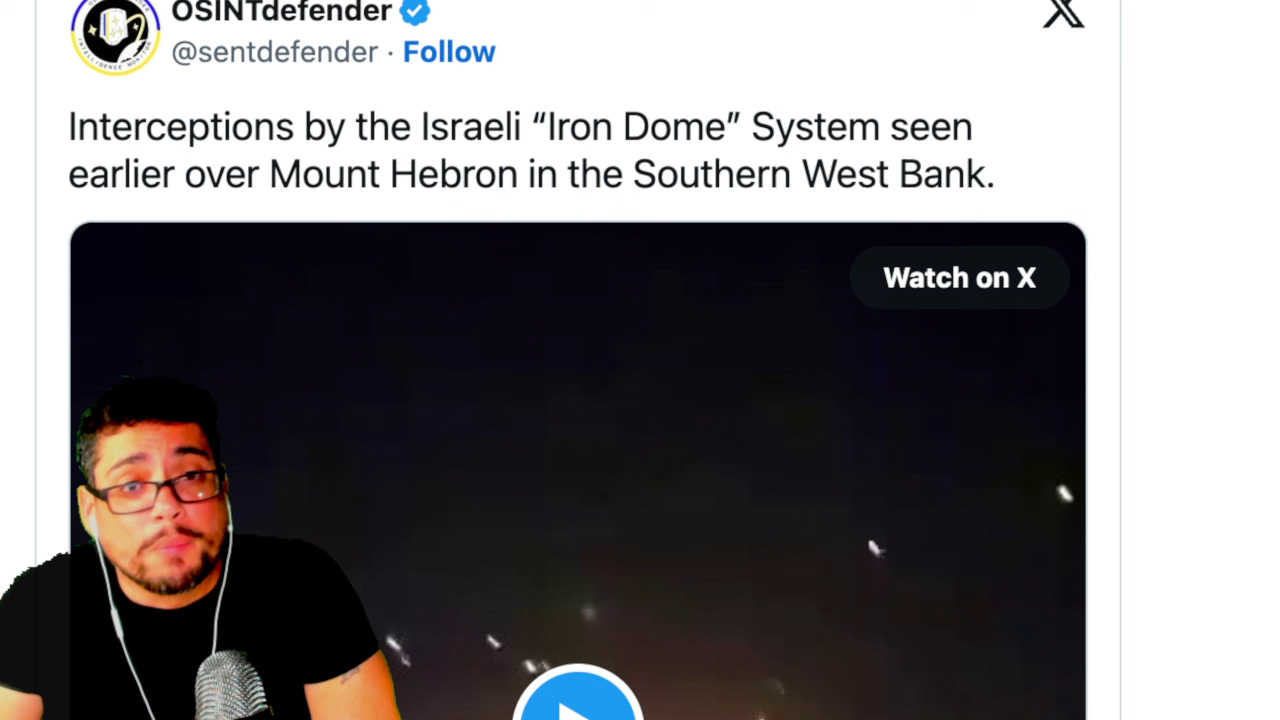 OSINTdefender
@sentdefender · Follow
Interceptions by the Israeli “Iron Dome” System seen
earlier over Mount Hebron in the Southern West Bank.
Watch on X